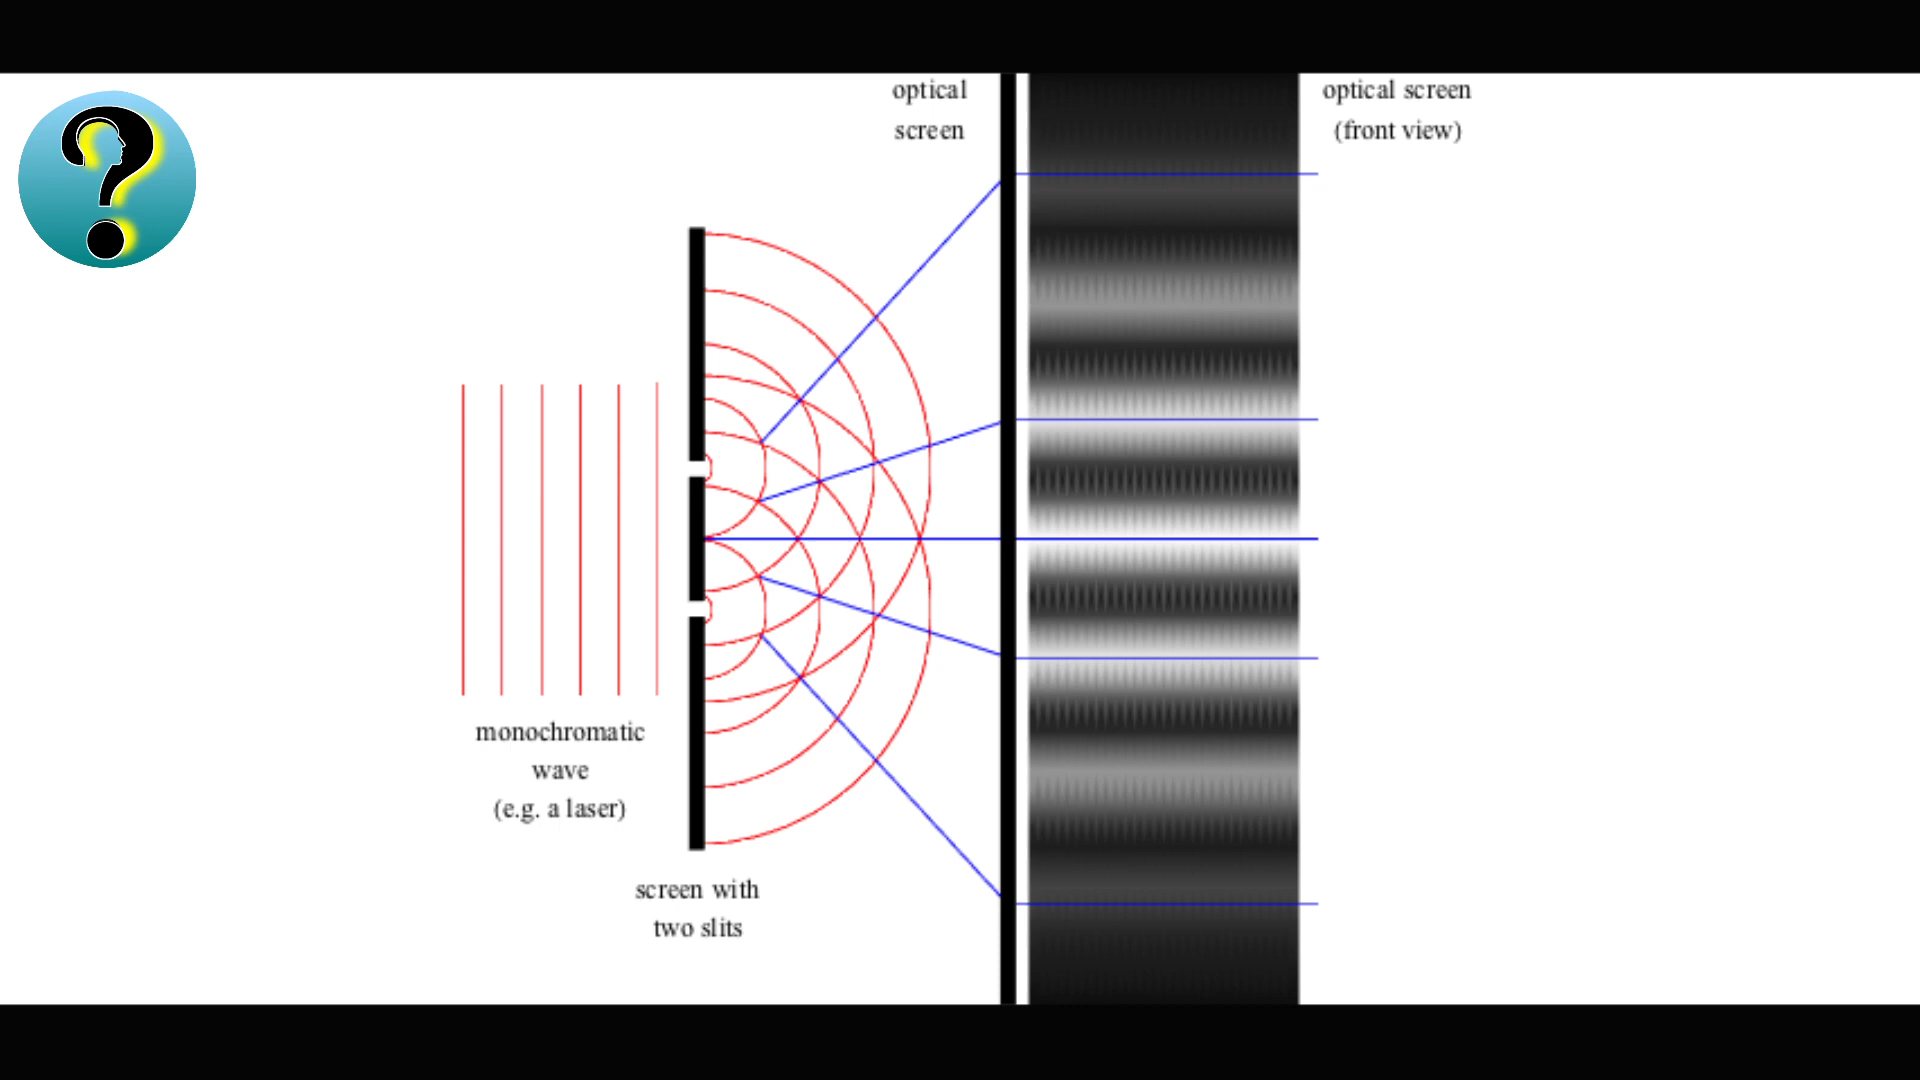 optical
screen
optical screen
(front view)
monochromatic
wave
(e.g. a laser)
screen with
two slits